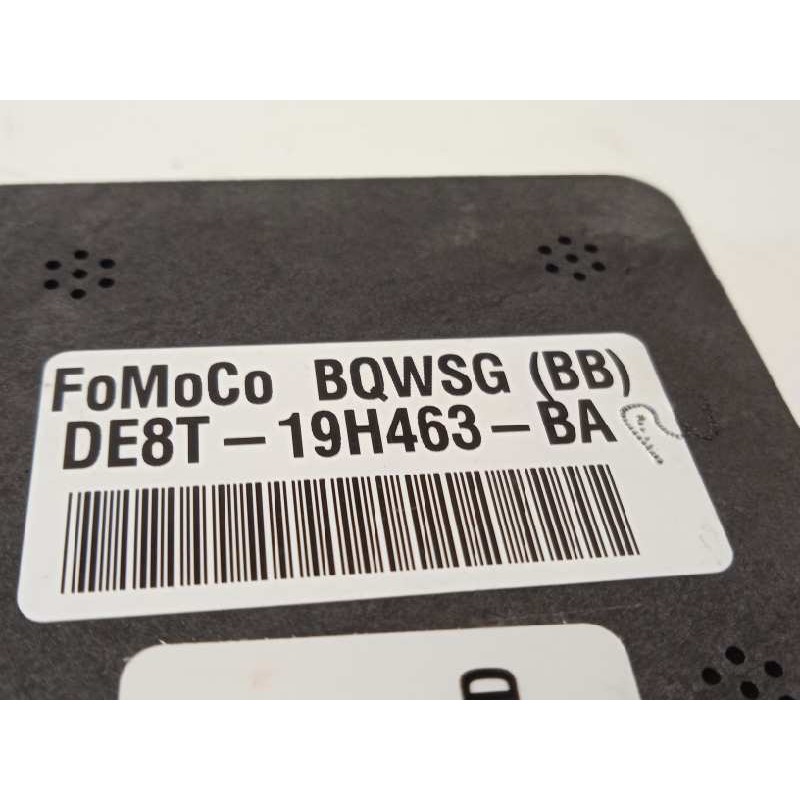 FoMoCo BQWSG (BB)
DE8T-19H463-BA
D